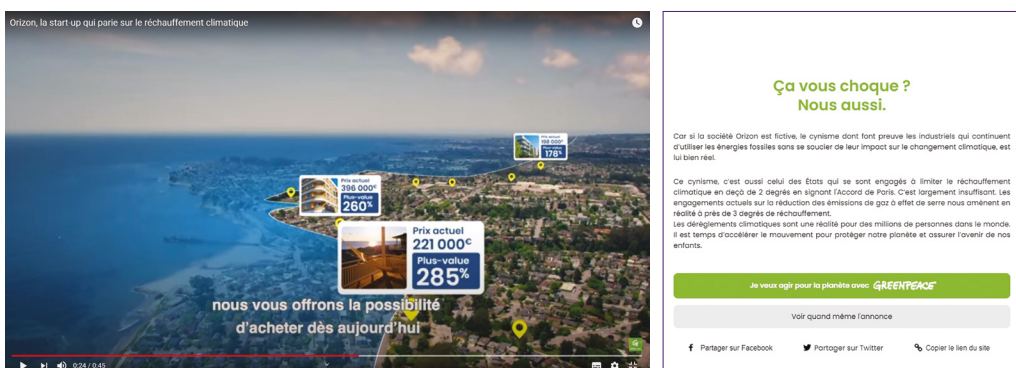 Orizon, la start-up qui parie sur le réchauffement climatique
Prix actuel
198 000€
Plus-value
178%
Prix actuel
396 000€
Plus-value
260%
Prix actuel
221 000€
Plus-value
285%
nous vous offrons la possibilité
d'acheter dès aujourd'hui
0:24 / 0:45
Ça vous choque ?
Nous aussi.
Car si la société Orizon est fictive, le cynisme dont font preuve les industriels qui continuent
d'utiliser les énergies fossiles sans se soucier de leur impact sur le changement climatique, est
lui bien réel.
Ce cynisme, c'est aussi celui des États qui se sont engagés à limiter le réchauffement
climatique en deçà de 2 degrés en signant l'Accord de Paris. C'est largement insuffisant. Les
engagements actuels sur la réduction des émissions de gaz à effet de serre nous amènent en
réalité à près de 3 degrés de réchauffement.
Les dérèglements climatiques sont une réalité pour des millions de personnes dans le monde.
Il est temps d'accélérer le mouvement pour protéger notre planète et assurer l'avenir de nos
enfants.
Je veux agir pour la planète avec GREENPEACE
Voir quand même l'annonce
Partager sur Facebook
Partager sur Twitter
Copier le lien du site